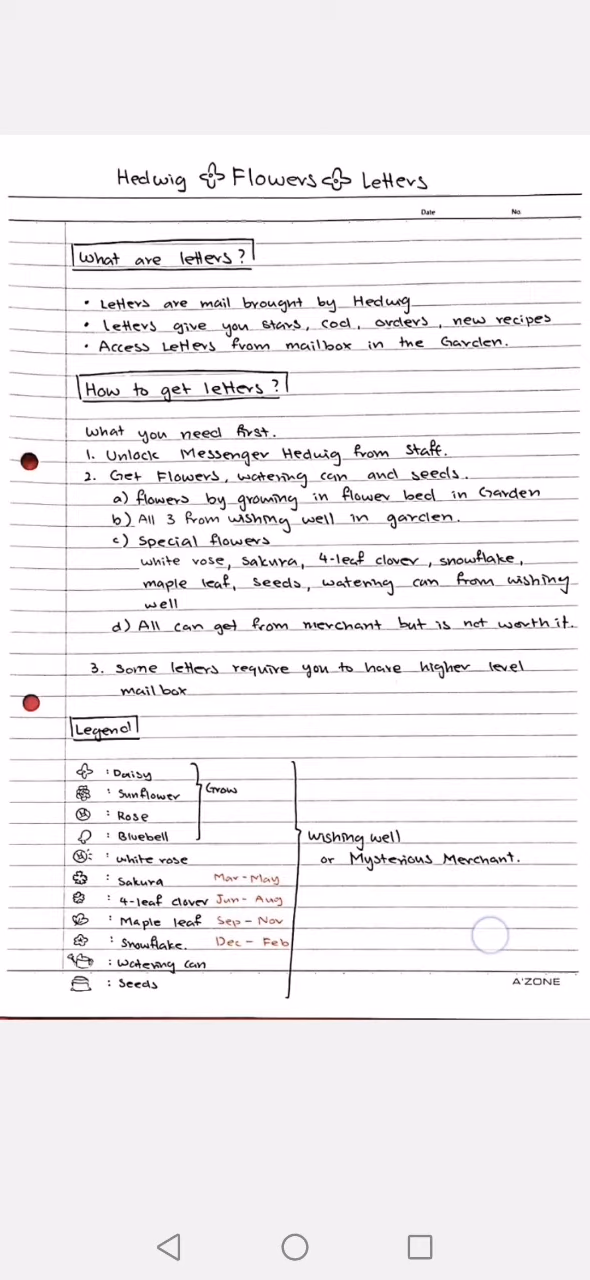 Hedwig Flowers Letters
Date No.
What are letters?
• Letters are mail brought by Hedwig
• Letters give you stars, cod, orders, new recipes
• Access Letters from mailbox in the Garden.
How to get letters?
What you need first.
1. Unlock Messenger Hedwig from staff.
2. Get Flowers, watering can and seeds.
a) flowers by growing in flower bed in Garden
b) All 3 from wishing well in garden.
c) Special flowers
white rose, sakura, 4-leaf clover, snowflake,
maple leaf, seeds, watering can from wishing
well
d) All can get from merchant but is not worth it.
3. Some letters require you to have higher level
mailbox
Legend
: Daisy
: Sunflower
Grow
: Rose
: Bluebell
wishing well
: white rose
or Mysterious Merchant.
: Sakura Mar - May
: 4-leaf clover Jun - Aug
: Maple leaf Sep - Nov
: Snowflake. Dec - Feb
: Watering can
: Seeds
A'ZONE